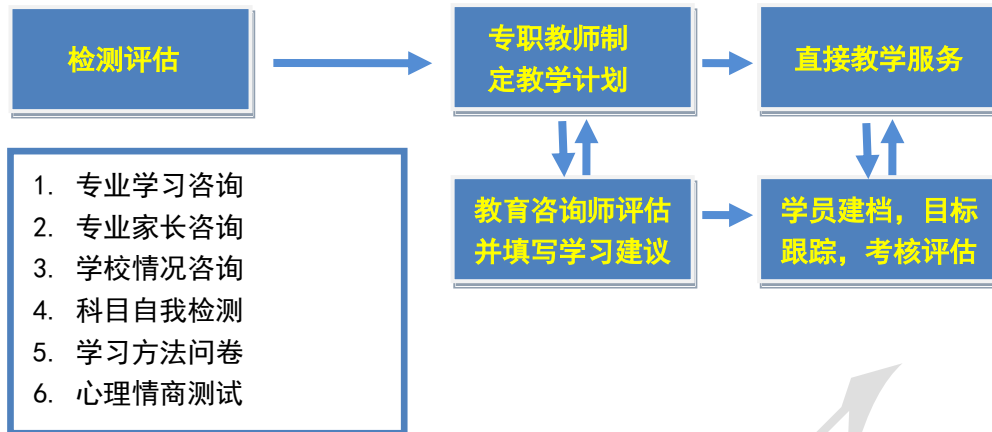 检测评估
专职教师制
定教学计划
直接教学服务
1. 专业学习咨询
2. 专业家长咨询
3. 学校情况咨询
4. 科目自我检测
5. 学习方法问卷
6. 心理情商测试
教育咨询师评估
并填写学习建议
学员建档，目标
跟踪，考核评估